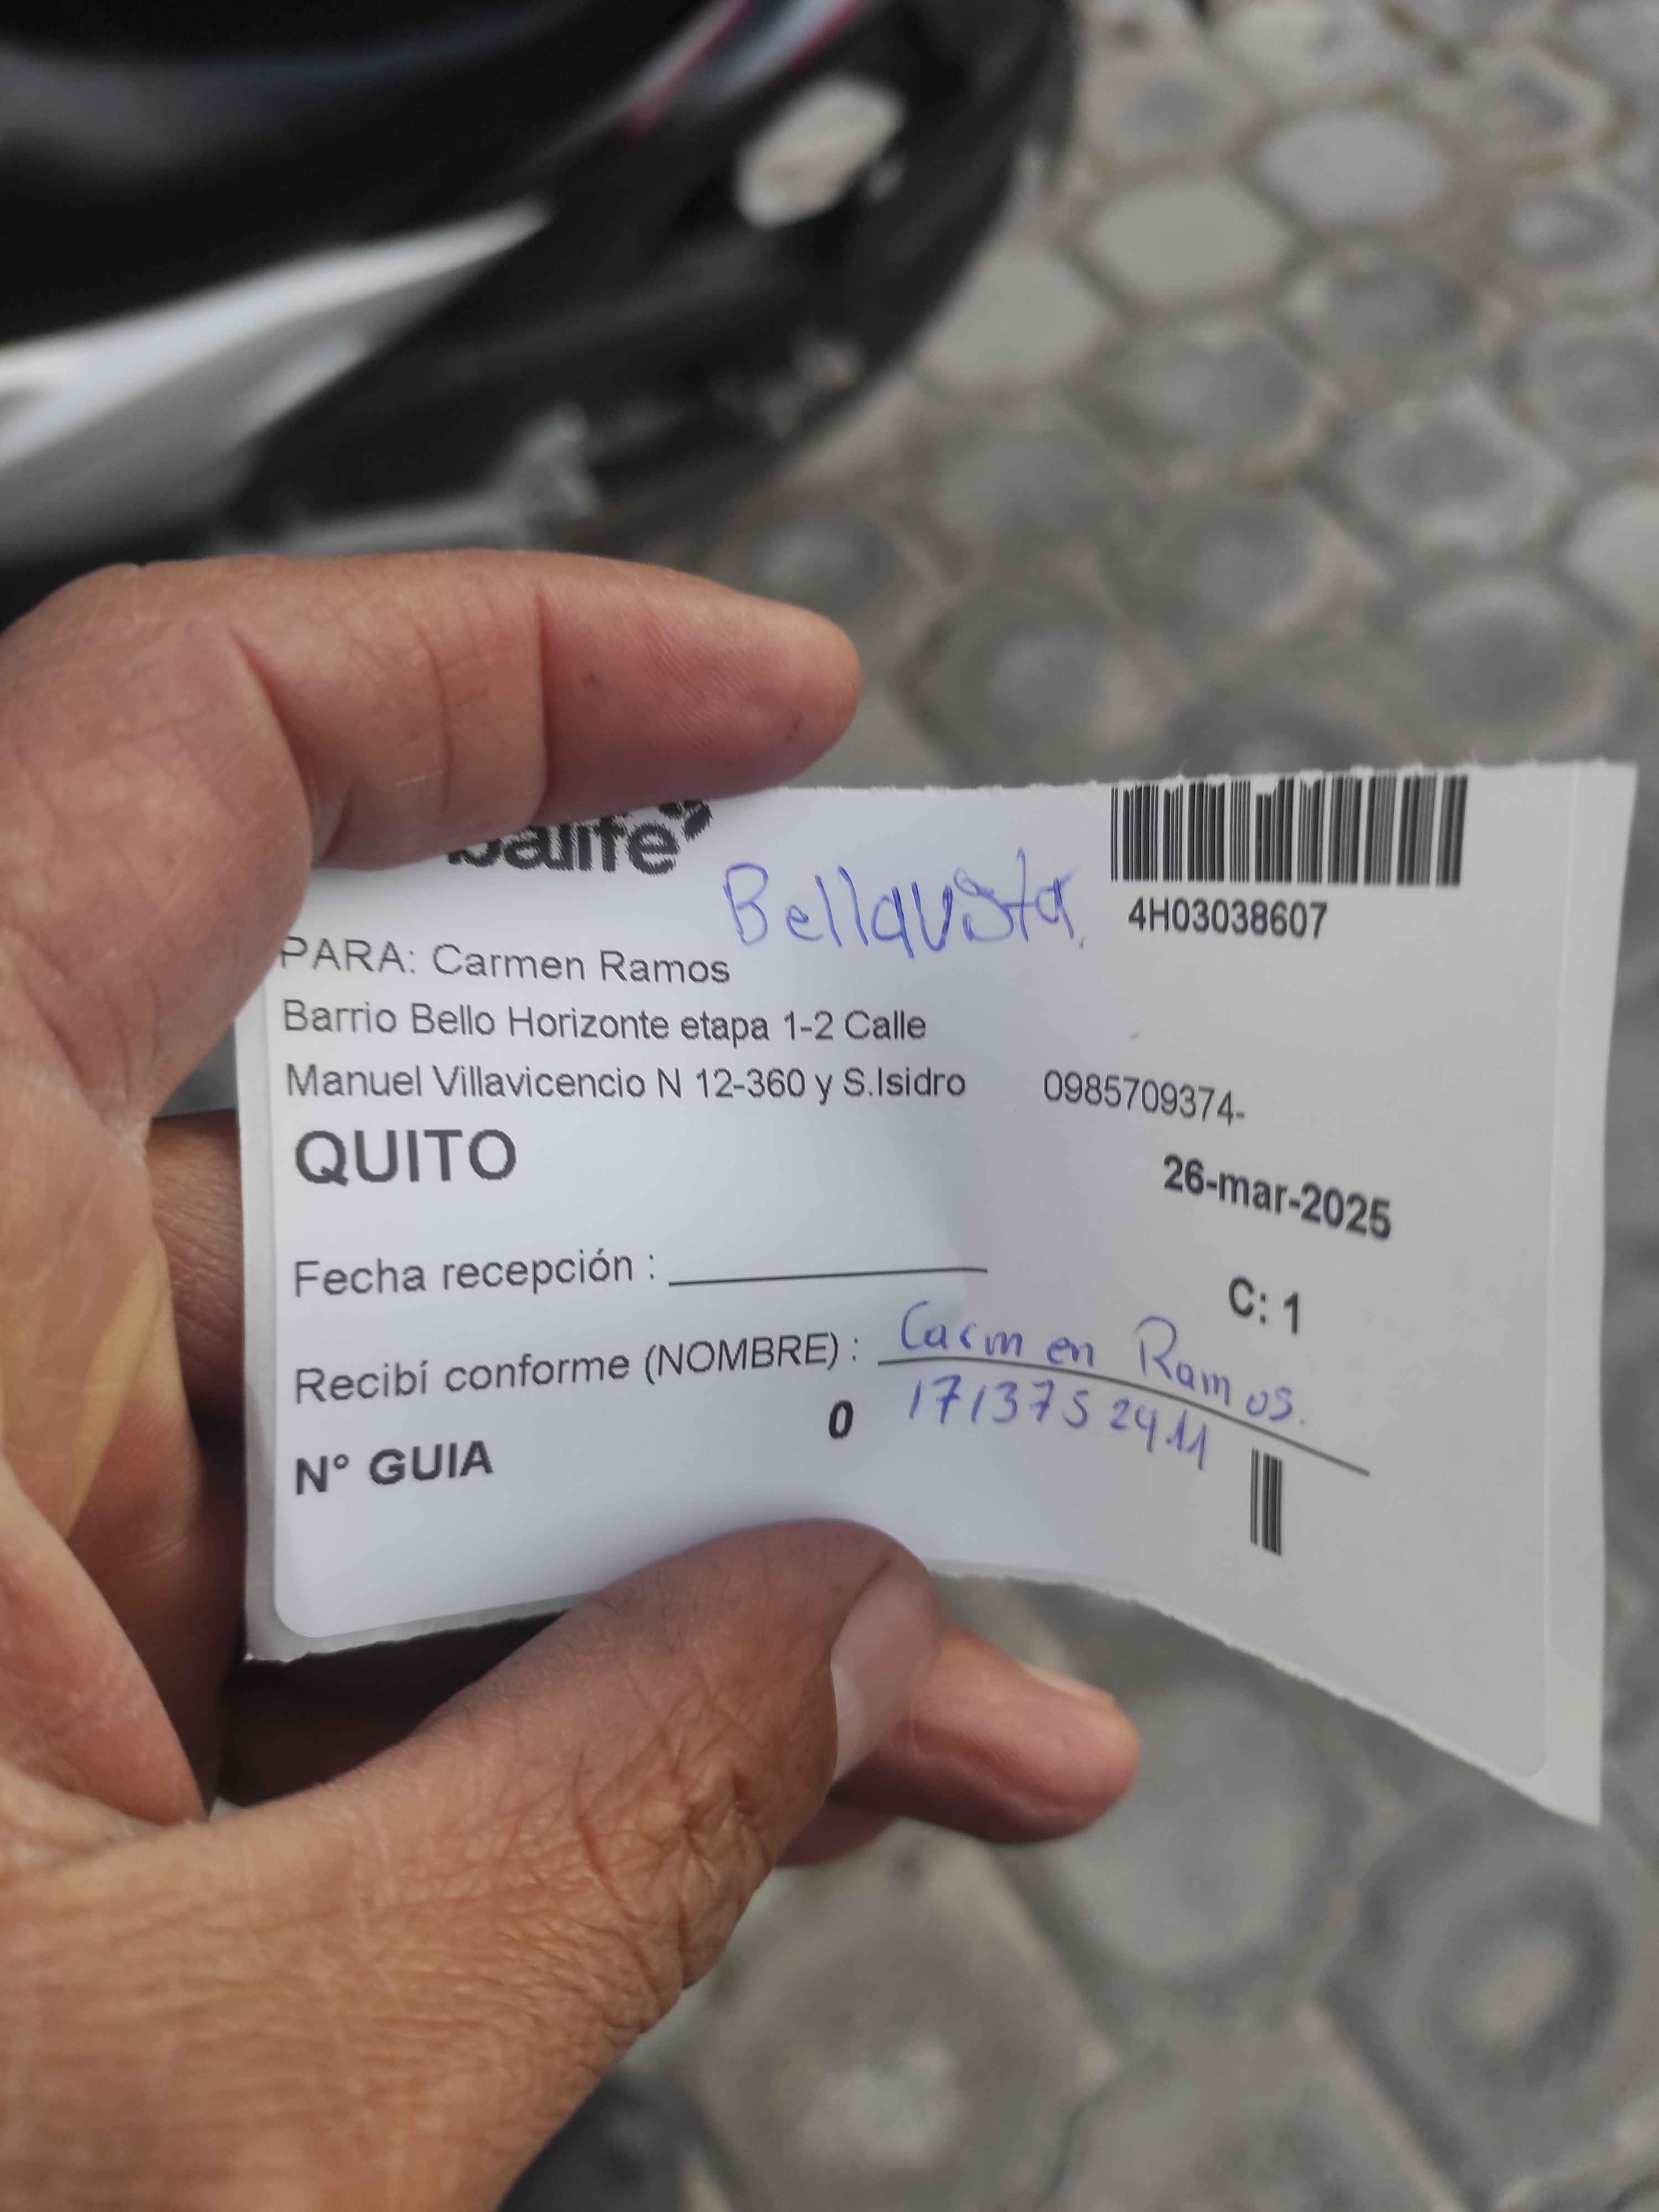 balife
Bellavista
4H03038607
PARA: Carmen Ramos
Barrio Bello Horizonte etapa 1-2 Calle
Manuel Villavicencio N 12-360 y S.Isidro 0985709374-
QUITO
26-mar-2025
Fecha recepción :
C: 1
Recibí conforme (NOMBRE) : Carmen Ramos.
N° GUIA 0 1713752411